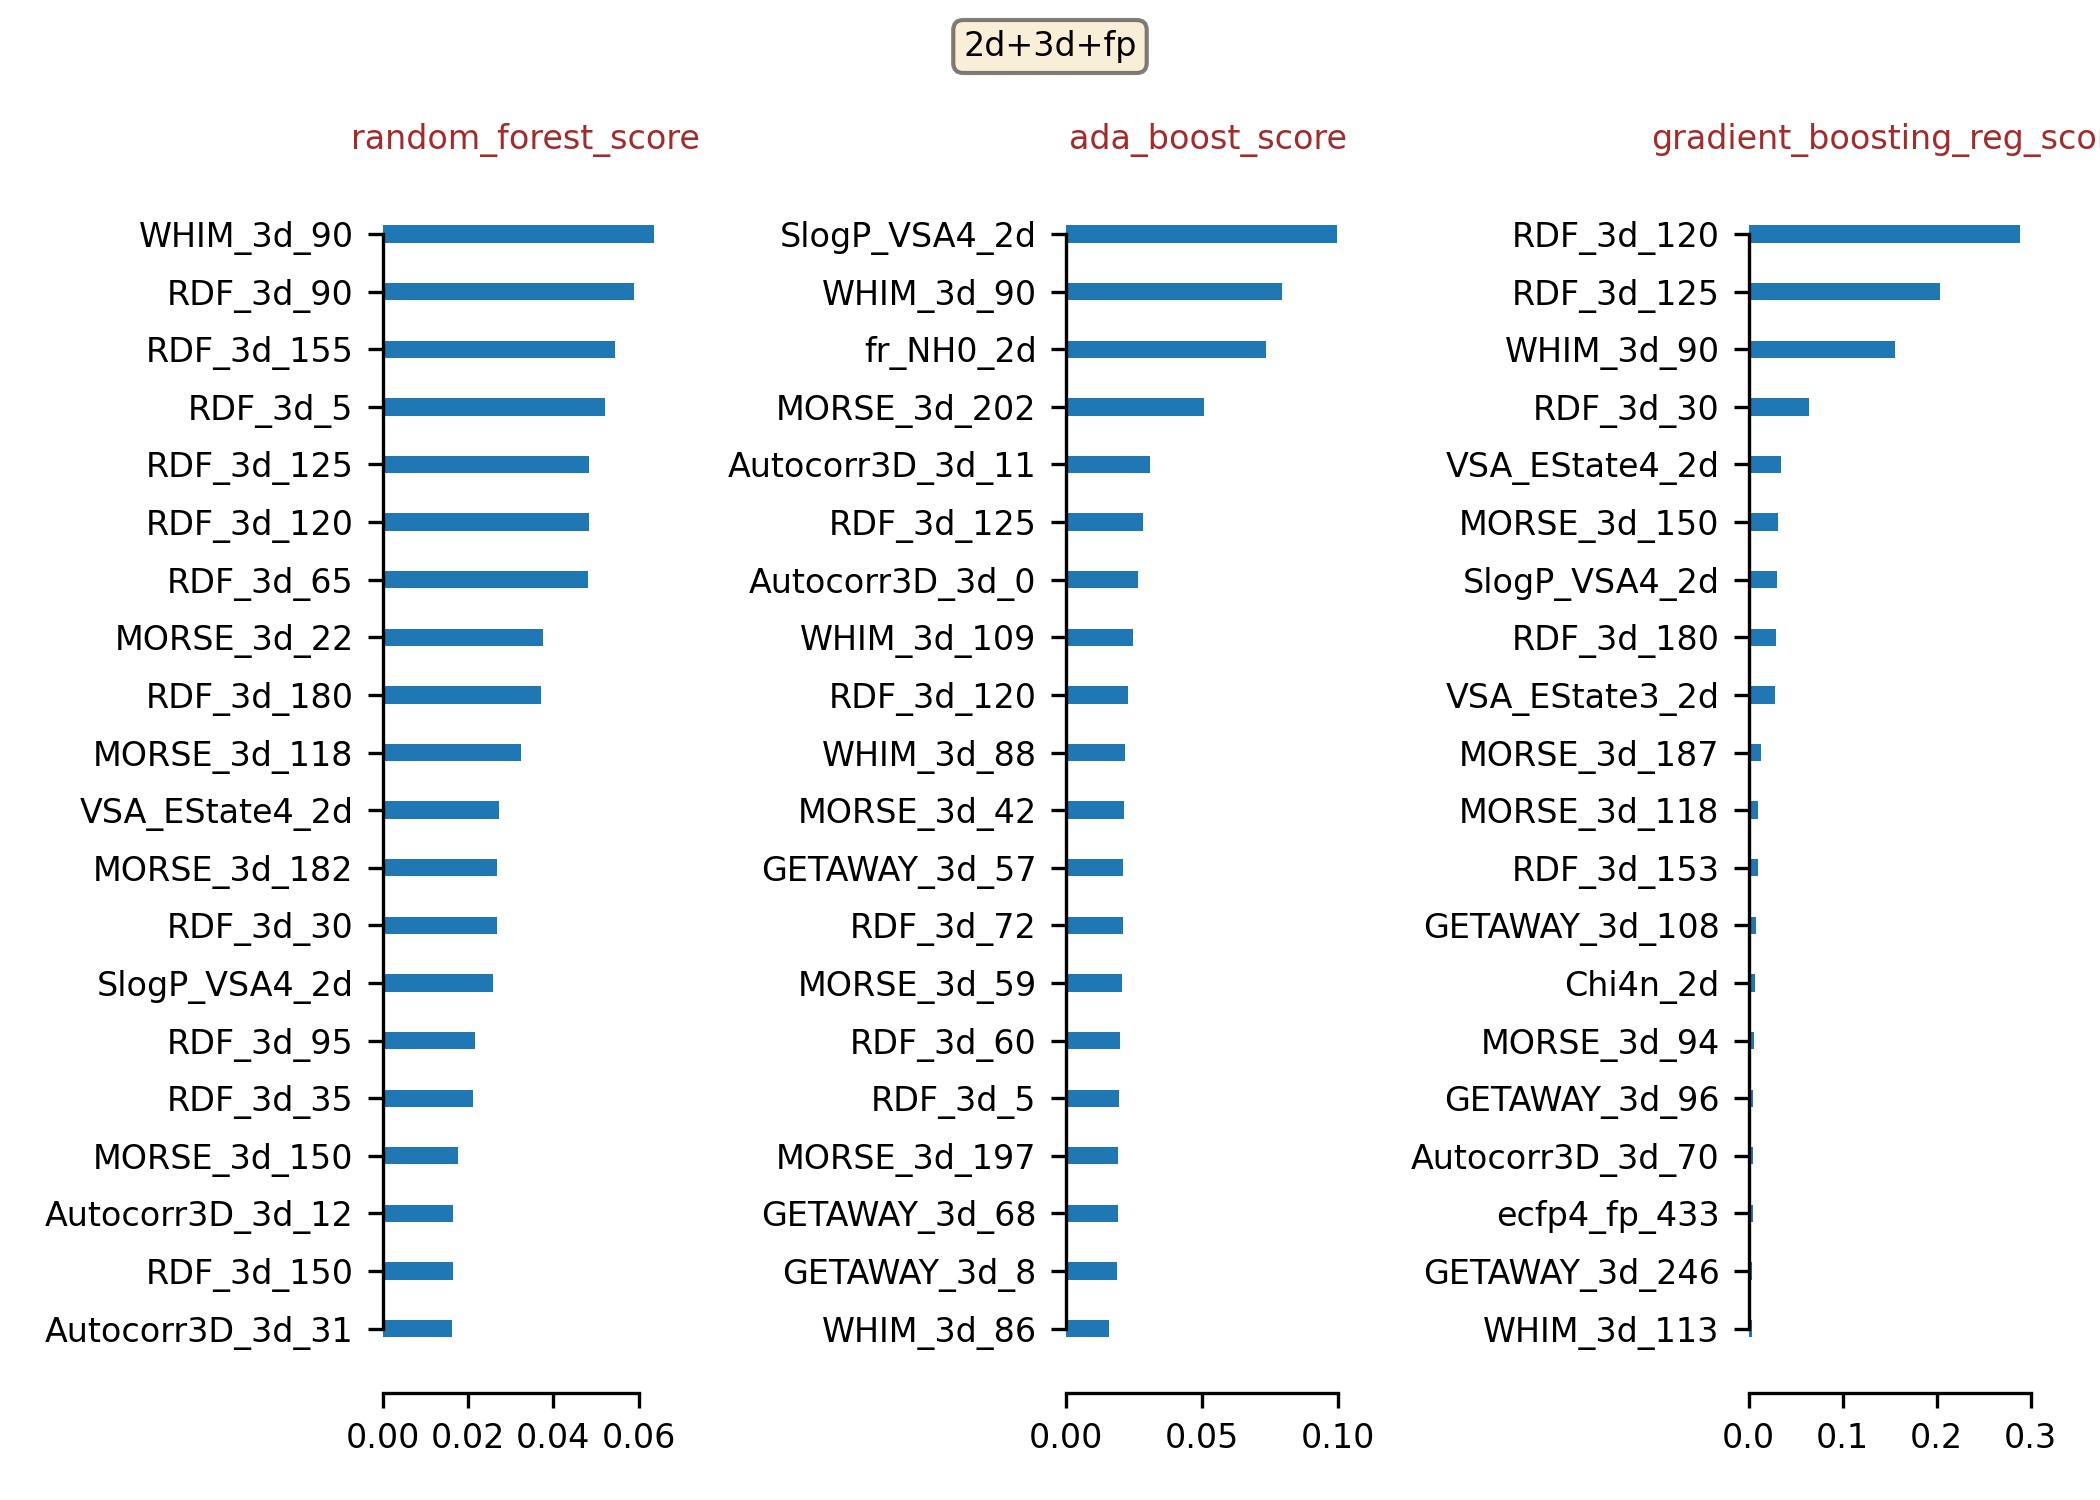 2d+3d+fp
random_forest_score
WHIM_3d_90
RDF_3d_90
RDF_3d_155
RDF_3d_5
RDF_3d_125
RDF_3d_120
RDF_3d_65
MORSE_3d_22
RDF_3d_180
MORSE_3d_118
VSA_EState4_2d
MORSE_3d_182
RDF_3d_30
SlogP_VSA4_2d
RDF_3d_95
RDF_3d_35
MORSE_3d_150
Autocorr3D_3d_12
RDF_3d_150
Autocorr3D_3d_31
0.00 0.02 0.04 0.06
ada_boost_score
SlogP_VSA4_2d
WHIM_3d_90
fr_NH0_2d
MORSE_3d_202
Autocorr3D_3d_11
RDF_3d_125
Autocorr3D_3d_0
WHIM_3d_109
RDF_3d_120
WHIM_3d_88
MORSE_3d_42
GETAWAY_3d_57
RDF_3d_72
MORSE_3d_59
RDF_3d_60
RDF_3d_5
MORSE_3d_197
GETAWAY_3d_68
GETAWAY_3d_8
WHIM_3d_86
0.00 0.05 0.10
gradient_boosting_reg_sco
RDF_3d_120
RDF_3d_125
WHIM_3d_90
RDF_3d_30
VSA_EState4_2d
MORSE_3d_150
SlogP_VSA4_2d
RDF_3d_180
VSA_EState3_2d
MORSE_3d_187
MORSE_3d_118
RDF_3d_153
GETAWAY_3d_108
Chi4n_2d
MORSE_3d_94
GETAWAY_3d_96
Autocorr3D_3d_70
ecfp4_fp_433
GETAWAY_3d_246
WHIM_3d_113
0.0 0.1 0.2 0.3